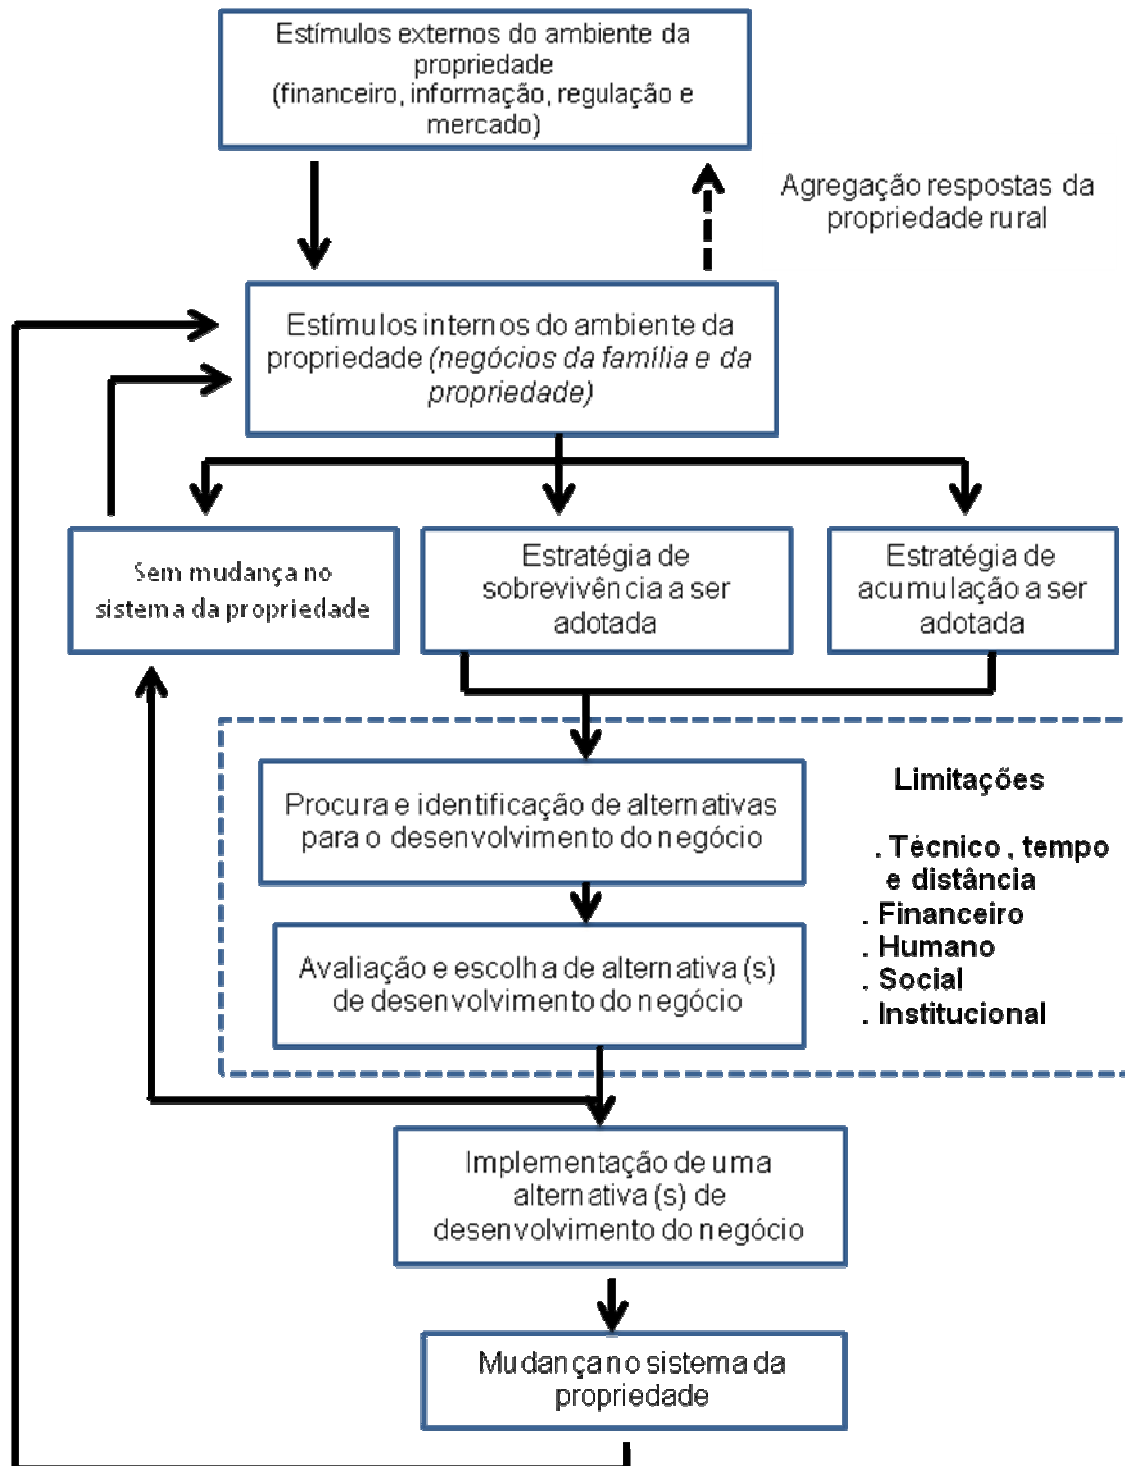 Estímulos externos do ambiente da
propriedade
(financeiro, informação, regulação e
mercado)
Agregação respostas da
propriedade rural
Estímulos internos do ambiente da
propriedade (negócios da família e da
propriedade)
Sem mudança no
sistema da propriedade
Estratégia de
sobrevivência a ser
adotada
Estratégia de
acumulação a ser
adotada
Procura e identificação de alternativas
para o desenvolvimento do negócio
Avaliação e escolha de alternativa (s)
de desenvolvimento do negócio
Limitações
. Técnico , tempo
e distância
. Financeiro
. Humano
. Social
. Institucional
Implementação de uma
alternativa (s) de
desenvolvimento do negócio
Mudança no sistema da
propriedade